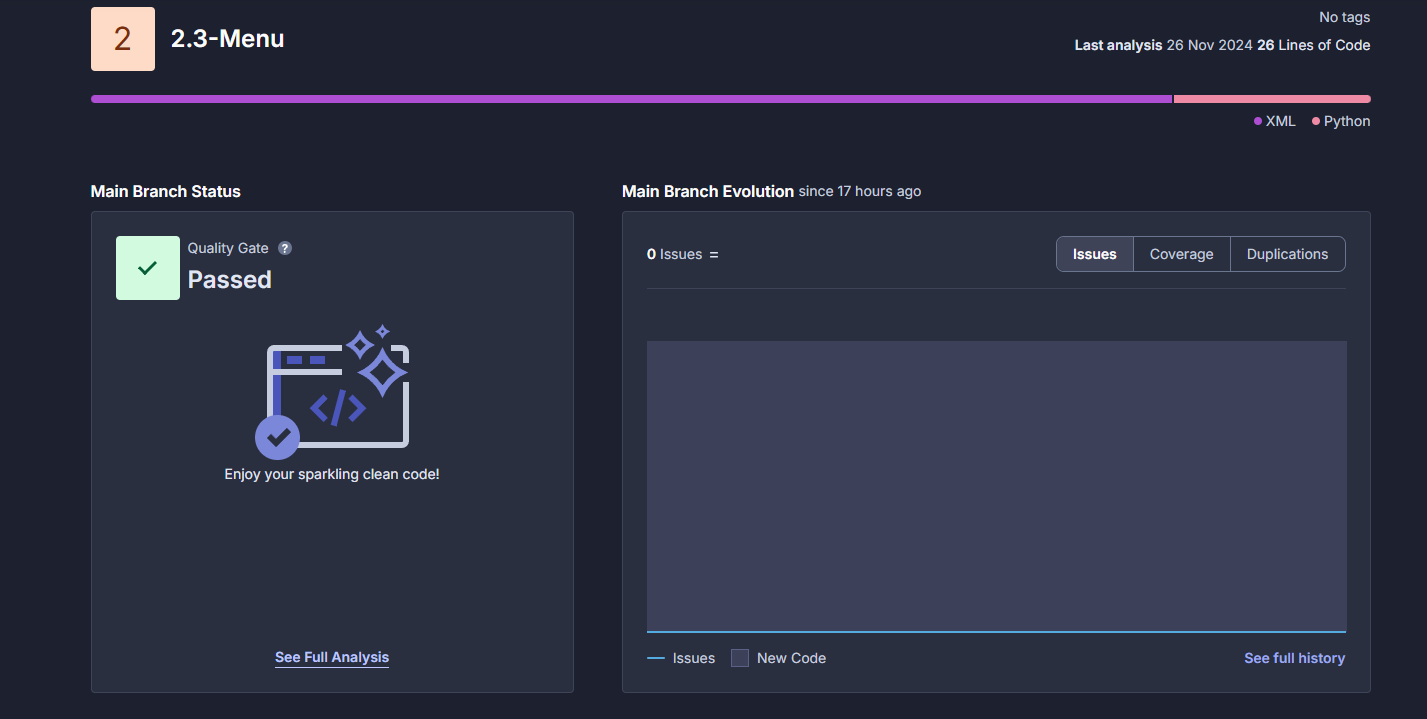 2
2.3-Menu
No tags
Last analysis 26 Nov 2024 26 Lines of Code
XML Python
Main Branch Status
Main Branch Evolution since 17 hours ago
Quality Gate ?
Passed
</>
Enjoy your sparkling clean code!
See Full Analysis
0 Issues =
Issues Coverage Duplications
Issues New Code
See full history